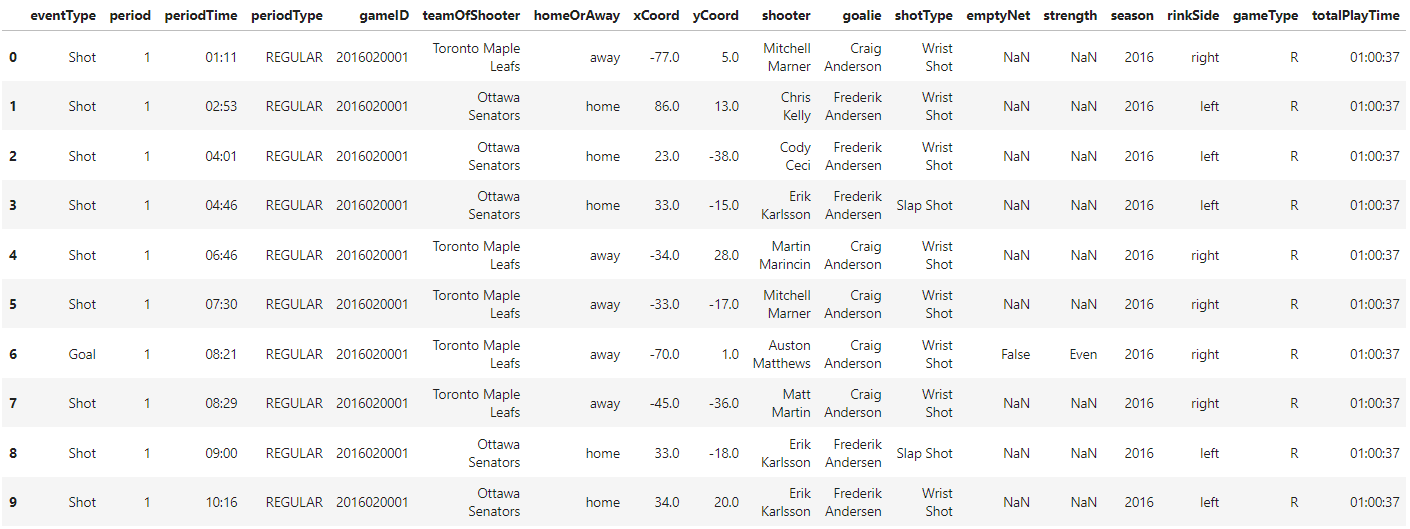 eventType period periodTime periodType gameID teamOfShooter homeOrAway xCoord yCoord shooter goalie shotType emptyNet strength season rinkSide gameType totalPlayTime
0 Shot 1 01:11 REGULAR 2016020001 Toronto Maple Leafs away -77.0 5.0 Mitchell Marner Craig Anderson Wrist Shot NaN NaN 2016 right R 01:00:37
1 Shot 1 02:53 REGULAR 2016020001 Ottawa Senators home 86.0 13.0 Chris Kelly Frederik Andersen Wrist Shot NaN NaN 2016 left R 01:00:37
2 Shot 1 04:01 REGULAR 2016020001 Ottawa Senators home 23.0 -38.0 Cody Ceci Frederik Andersen Wrist Shot NaN NaN 2016 left R 01:00:37
3 Shot 1 04:46 REGULAR 2016020001 Ottawa Senators home 33.0 -15.0 Erik Karlsson Frederik Andersen Slap Shot NaN NaN 2016 left R 01:00:37
4 Shot 1 06:46 REGULAR 2016020001 Toronto Maple Leafs away -34.0 28.0 Martin Marincin Craig Anderson Wrist Shot NaN NaN 2016 right R 01:00:37
5 Shot 1 07:30 REGULAR 2016020001 Toronto Maple Leafs away -33.0 -17.0 Mitchell Marner Craig Anderson Wrist Shot NaN NaN 2016 right R 01:00:37
6 Goal 1 08:21 REGULAR 2016020001 Toronto Maple Leafs away -70.0 1.0 Auston Matthews Craig Anderson Wrist Shot False Even 2016 right R 01:00:37
7 Shot 1 08:29 REGULAR 2016020001 Toronto Maple Leafs away -45.0 -36.0 Matt Martin Craig Anderson Wrist Shot NaN NaN 2016 right R 01:00:37
8 Shot 1 09:00 REGULAR 2016020001 Ottawa Senators home 33.0 -18.0 Erik Karlsson Frederik Andersen Slap Shot NaN NaN 2016 left R 01:00:37
9 Shot 1 10:16 REGULAR 2016020001 Ottawa Senators home 34.0 20.0 Erik Karlsson Frederik Andersen Wrist Shot NaN NaN 2016 left R 01:00:37